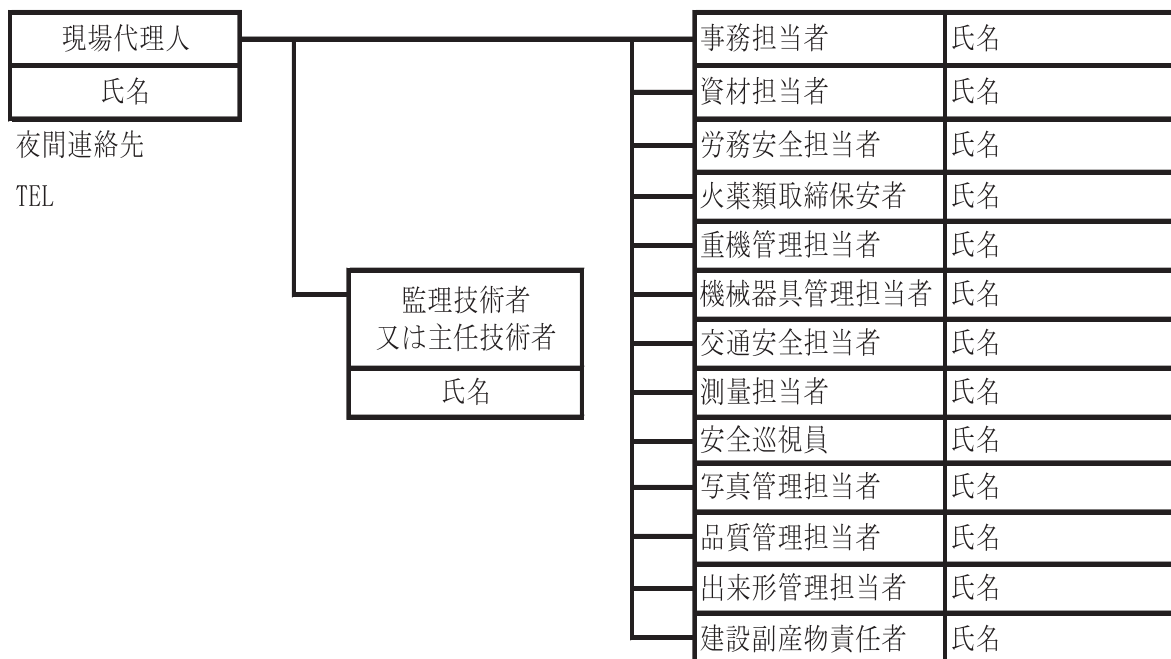 現場代理人
氏名
夜間連絡先
TEL
監理技術者
又は主任技術者
氏名
事務担当者 氏名
資材担当者 氏名
労務安全担当者 氏名
火薬類取締保安者 氏名
重機管理担当者 氏名
機械器具管理担当者 氏名
交通安全担当者 氏名
測量担当者 氏名
安全巡視員 氏名
写真管理担当者 氏名
品質管理担当者 氏名
出来形管理担当者 氏名
建設副産物責任者 氏名